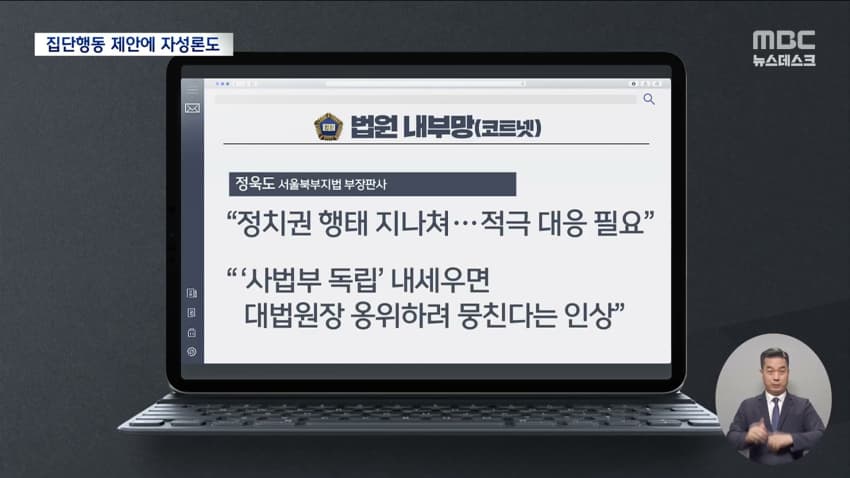 집단행동 제안에 자성론도
MBC
뉴스데스크
법원 내부망(코트넷)
정욱도 서울북부지법 부장판사
“정치권 행태 지나쳐…적극 대응 필요”
“ ‘사법부 독립’ 내세우면
대법원장 옹위하려 뭉친다는 인상”